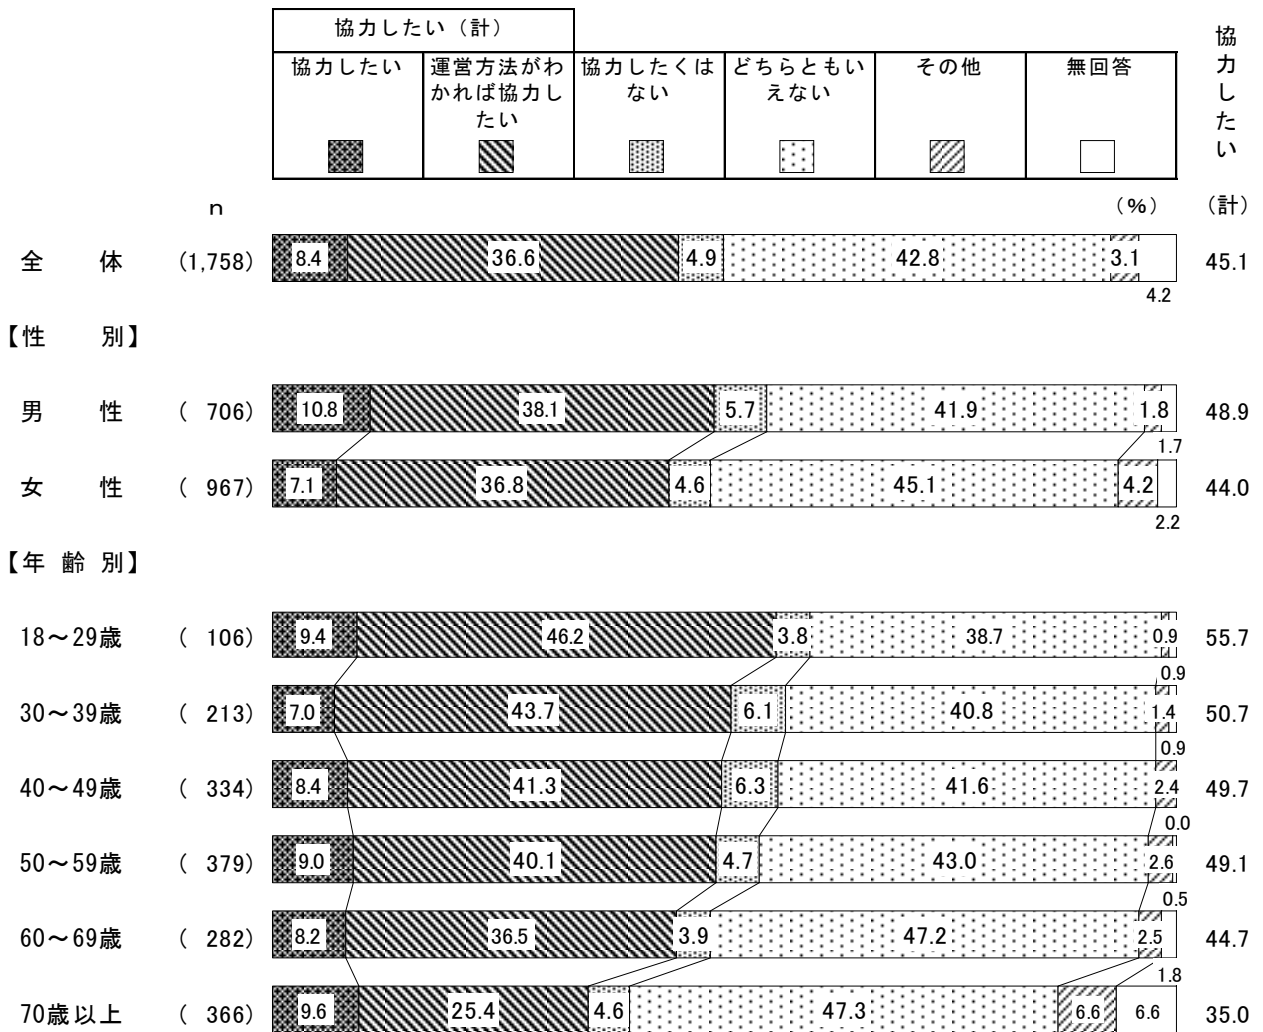 協力したい（計）
協力したい 運営方法がわかれば協力したい 協力したくはない どちらともいえない その他 無回答
協力したい（計）
n （%）
全 体 (1,758) 8.4 36.6 4.9 42.8 3.1 45.1
4.2
【性 別】
男 性 ( 706) 10.8 38.1 5.7 41.9 1.8 48.9
1.7
女 性 ( 967) 7.1 36.8 4.6 45.1 4.2 44.0
2.2
【年 齢 別】
18～29歳 ( 106) 9.4 46.2 3.8 38.7 0.9 55.7
0.9
30～39歳 ( 213) 7.0 43.7 6.1 40.8 1.4 50.7
0.9
40～49歳 ( 334) 8.4 41.3 6.3 41.6 2.4 49.7
0.0
50～59歳 ( 379) 9.0 40.1 4.7 43.0 2.6 49.1
0.5
60～69歳 ( 282) 8.2 36.5 3.9 47.2 2.5 44.7
1.8
70歳以上 ( 366) 9.6 25.4 4.6 47.3 6.6 6.6 35.0